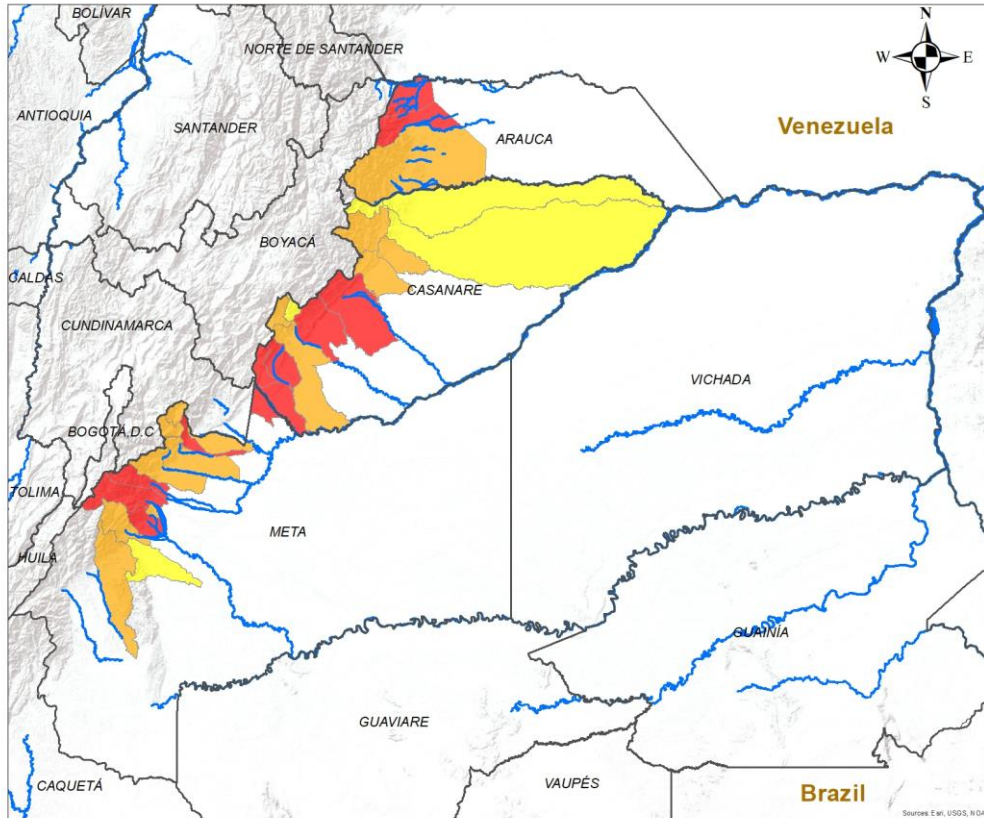 BOLÍVAR
N
NORTE DE SANTANDER
W
E
S
ANTIOQUIA
SANTANDER
Venezuela
ARAUCA
BOYACÁ
CALDAS
CASANARE
CUNDINAMARCA
VICHADA
BOGOTÁ,D.C
TOLIMA
META
HUILA
GUAINÍA
GUAVIARE
CAQUETÁ
VAUPÉS
Brazil
Sources: Esri, USGS, NOA